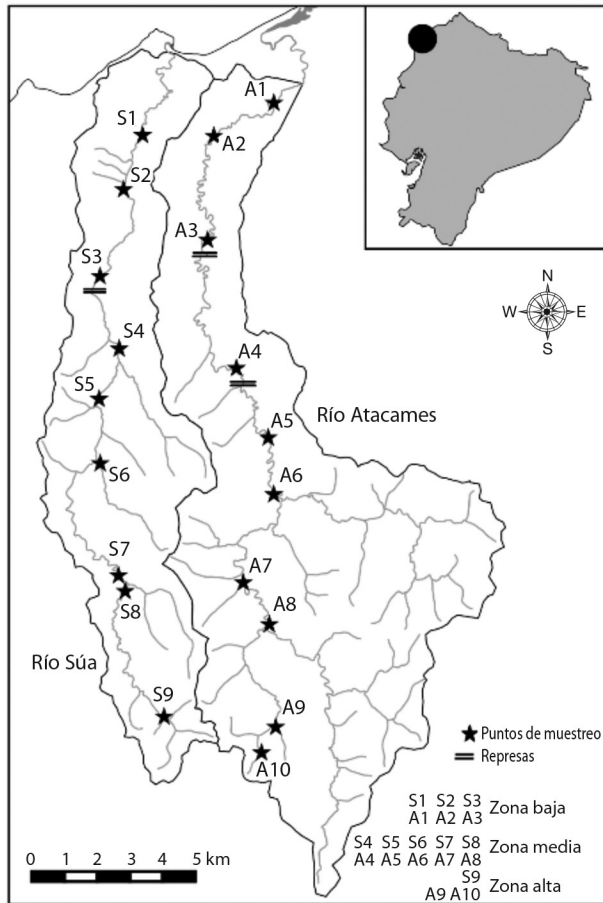 A1
S1
A2
S2
A3
S3
N
W E
S
S4
A4
S5
Río Atacames
A5
S6
A6
S7
A7
S8
A8
Río Súa
S9
A9
Puntos de muestreo
A10
Represas
S1 S2 S3 Zona baja
A1 A2 A3
S4 S5 S6 S7 S8 Zona media
A4 A5 A6 A7 A8
S9 Zona alta
A9 A10
0 1 2 3 4 5 km